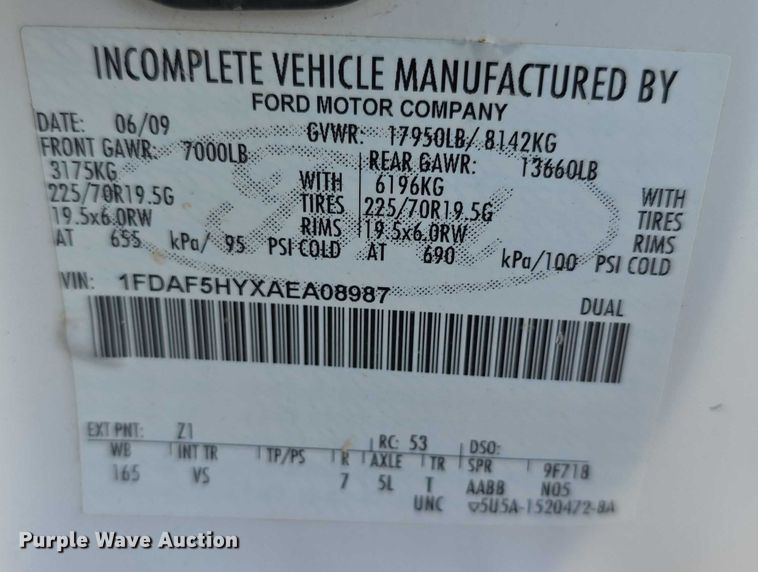 INCOMPLETE VEHICLE MANUFACTURED BY
FORD MOTOR COMPANY
DATE: 06/09 GVWR: 17950LB/ 8142KG
FRONT GAWR: 7000LB REAR GAWR: 13660LB
3175KG WITH 6196KG WITH
225/70R19.5G TIRES 225/70R19.5G TIRES
19.5x6.0RW RIMS 19.5x6.0RW RIMS
AT 655 kPa/ 95 PSI COLD AT 690 kPa/100 PSI COLD
VIN: 1FDAF5HYXAEA08987 DUAL
EXT PNT: Z1 RC: 53 DSO:
WB INT TR TP/PS R AXLE TR SPR 9F718
165 VS 7 5L T AABB N05
UNC ▽5U5A-1520472-BA
Purple Wave Auction